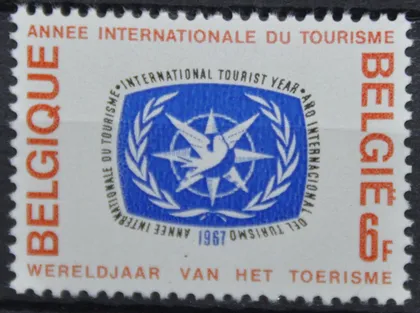 ANNEE INTERNATIONALE DU TOURISME
BELGIQUE
•INTERNATIONAL TOURIST YEAR•
AÑO INTERNACIONAL DEL TURISMO
ANNÉE INTERNATIONALE DU TOURISME
1967
BELGIË
6F
WERELDJAAR VAN HET TOERISME